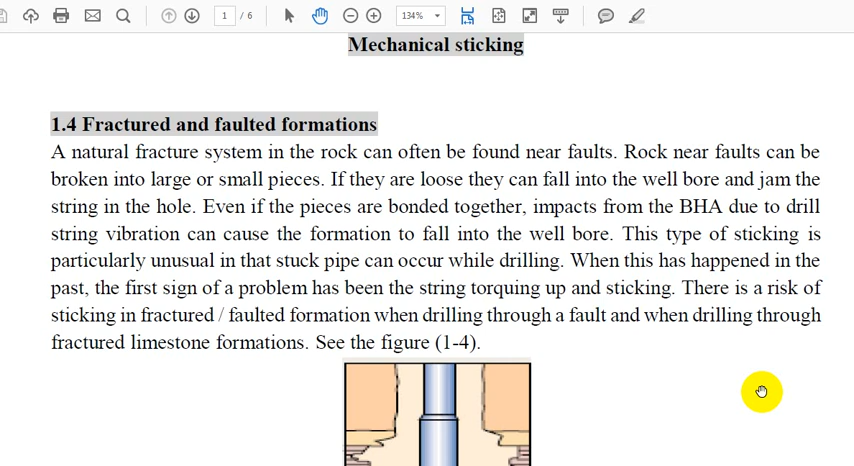 1 / 6
134%
Mechanical sticking
1.4 Fractured and faulted formations
A natural fracture system in the rock can often be found near faults. Rock near faults can be
broken into large or small pieces. If they are loose they can fall into the well bore and jam the
string in the hole. Even if the pieces are bonded together, impacts from the BHA due to drill
string vibration can cause the formation to fall into the well bore. This type of sticking is
particularly unusual in that stuck pipe can occur while drilling. When this has happened in the
past, the first sign of a problem has been the string torquing up and sticking. There is a risk of
sticking in fractured / faulted formation when drilling through a fault and when drilling through
fractured limestone formations. See the figure (1-4).